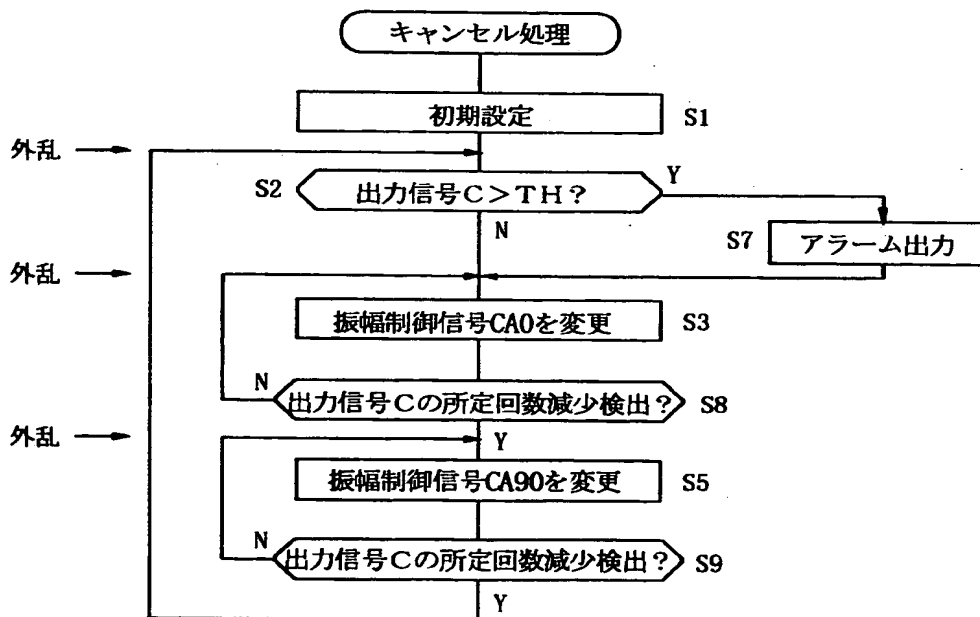 キャンセル処理
初期設定 S1
外乱
S2 出力信号C>TH? Y
N
S7 アラーム出力
外乱
振幅制御信号CA0を変更 S3
N 出力信号Cの所定回数減少検出? S8
外乱
Y
振幅制御信号CA90を変更 S5
N 出力信号Cの所定回数減少検出? S9
Y